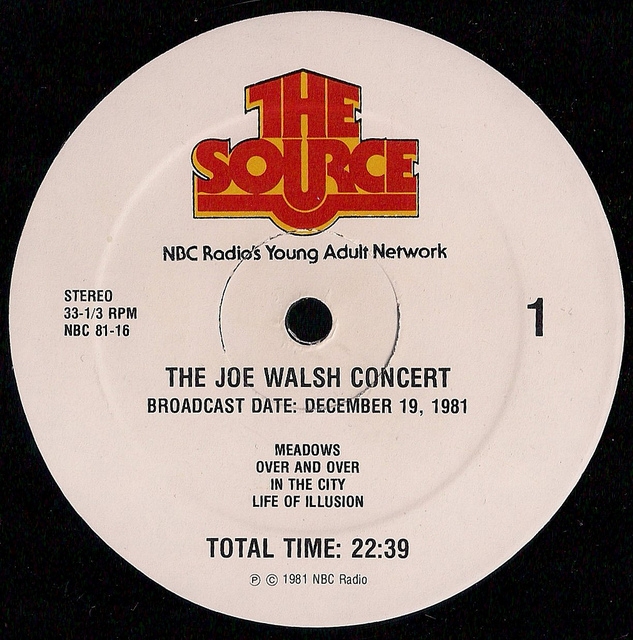 THE
SOURCE
NBC Radio's Young Adult Network
STEREO
33-1/3 RPM
NBC 81-16
1
THE JOE WALSH CONCERT
BROADCAST DATE: DECEMBER 19, 1981
MEADOWS
OVER AND OVER
IN THE CITY
LIFE OF ILLUSION
TOTAL TIME: 22:39
Ⓟ © 1981 NBC Radio